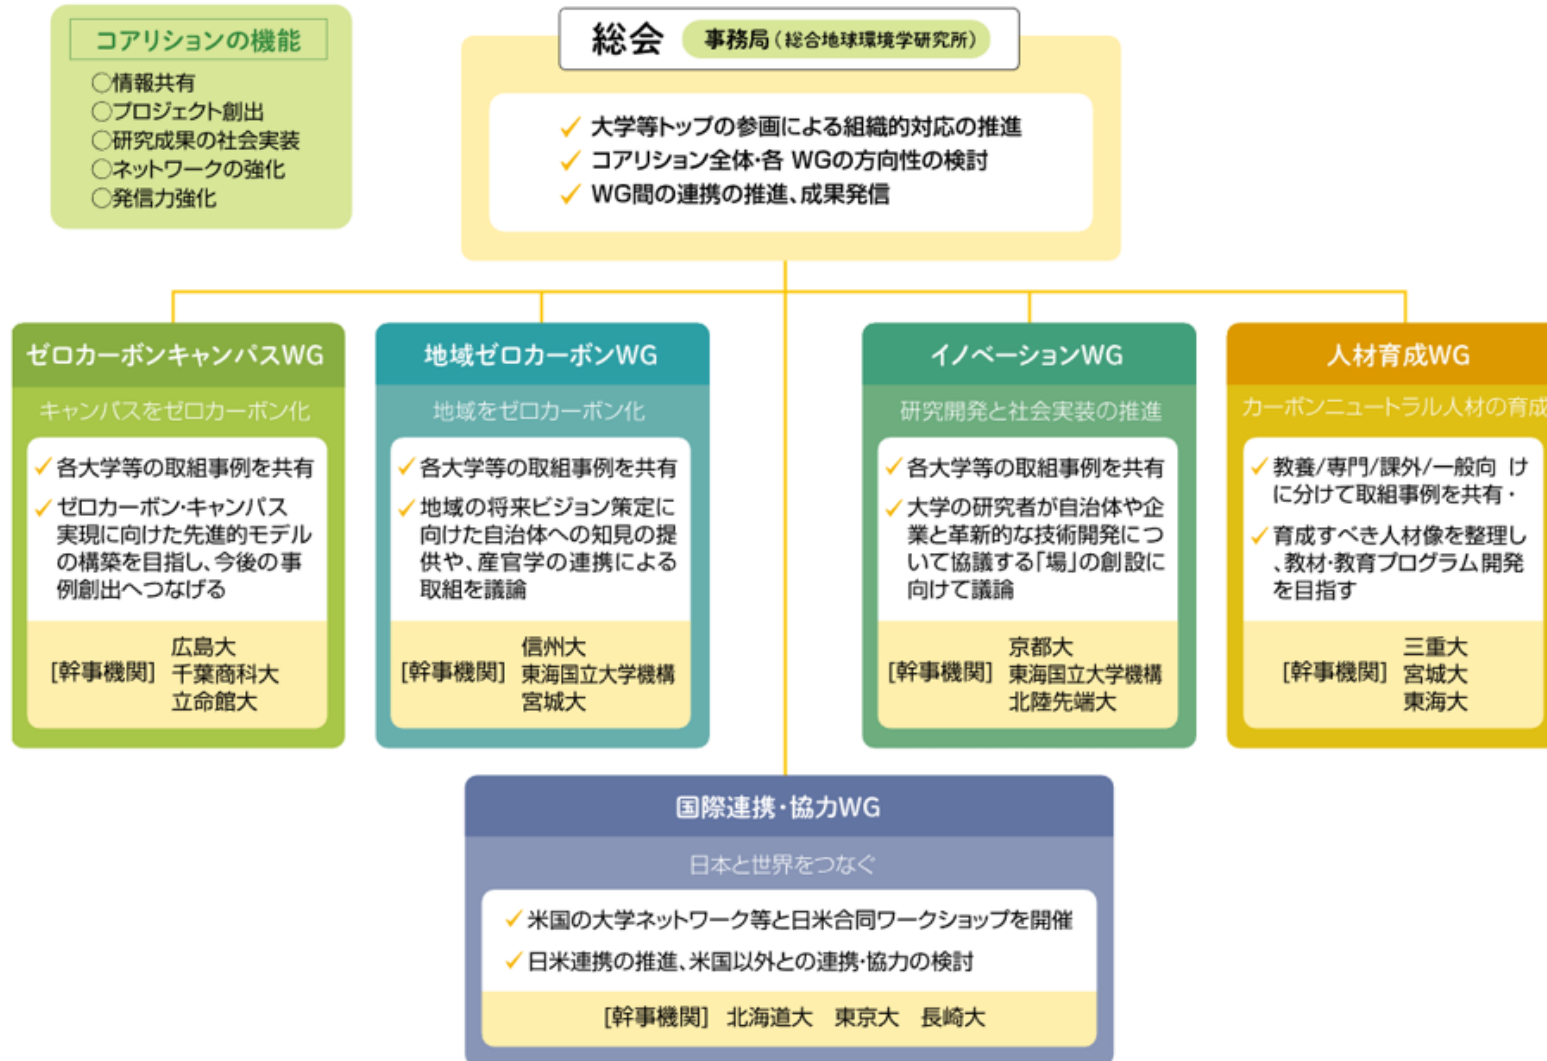 コアリションの機能
○情報共有
○プロジェクト創出
○研究成果の社会実装
○ネットワークの強化
○発信力強化
総会 事務局(総合地球環境学研究所)
✓ 大学等トップの参画による組織的対応の推進
✓ コアリション全体・各 WGの方向性の検討
✓ WG間の連携の推進、成果発信
ゼロカーボンキャンパスWG
キャンパスをゼロカーボン化
✓ 各大学等の取組事例を共有
✓ ゼロカーボン・キャンパス
実現に向けた先進的モデル
の構築を目指し、今後の事
例創出へつなげる
[幹事機関]
広島大
千葉商科大
立命館大
地域ゼロカーボンWG
地域をゼロカーボン化
✓ 各大学等の取組事例を共有
✓ 地域の将来ビジョン策定に
向けた自治体への知見の提
供や、産官学の連携による
取組を議論
[幹事機関]
信州大
東海国立大学機構
宮城大
イノベーションWG
研究開発と社会実装の推進
✓ 各大学等の取組事例を共有
✓ 大学の研究者が自治体や企
業と革新的な技術開発につ
いて協議する「場」の創設に
向けて議論
[幹事機関]
京都大
東海国立大学機構
北陸先端大
人材育成WG
カーボンニュートラル人材の育成
✓ 教養/専門/課外/一般向 け
に分けて取組事例を共有・
✓ 育成すべき人材像を整理し
、教材・教育プログラム開発
を目指す
[幹事機関]
三重大
宮城大
東海大
国際連携・協力WG
日本と世界をつなぐ
✓ 米国の大学ネットワーク等と日米合同ワークショップを開催
✓ 日米連携の推進、米国以外との連携・協力の検討
[幹事機関] 北海道大 東京大 長崎大